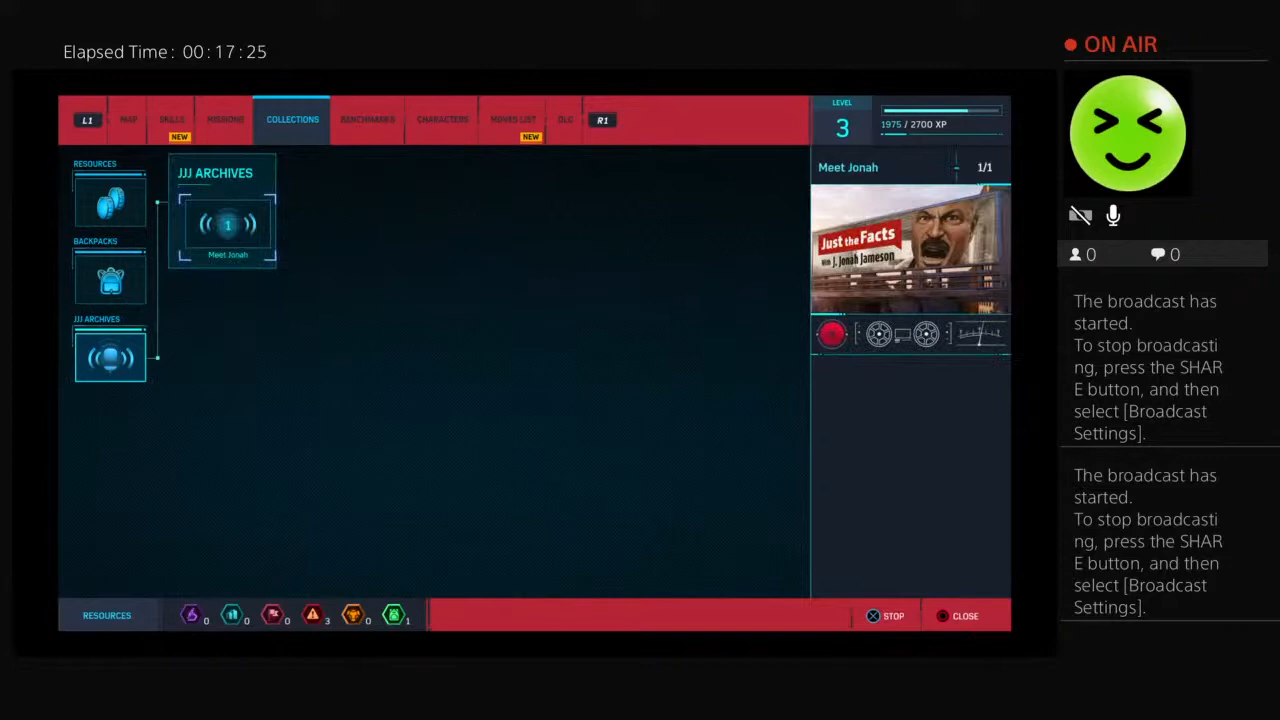 Elapsed Time: 00:17:25
ON AIR
L1
MAP
SKILLS
NEW
MISSIONS
COLLECTIONS
BENCHMARKS
CHARACTERS
MOVES LIST
NEW
DLC
R1
LEVEL
3
1975 / 2700 XP
RESOURCES
BACKPACKS
JJJ ARCHIVES
JJJ ARCHIVES
1
Meet Jonah
Meet Jonah
1/1
Just the Facts
With J. Jonah Jameson
0
0
The broadcast has
started.
To stop broadcasti
ng, press the SHAR
E button, and then
select [Broadcast
Settings].
The broadcast has
started.
To stop broadcasti
ng, press the SHAR
E button, and then
select [Broadcast
Settings].
RESOURCES
0
0
0
3
0
1
STOP
CLOSE